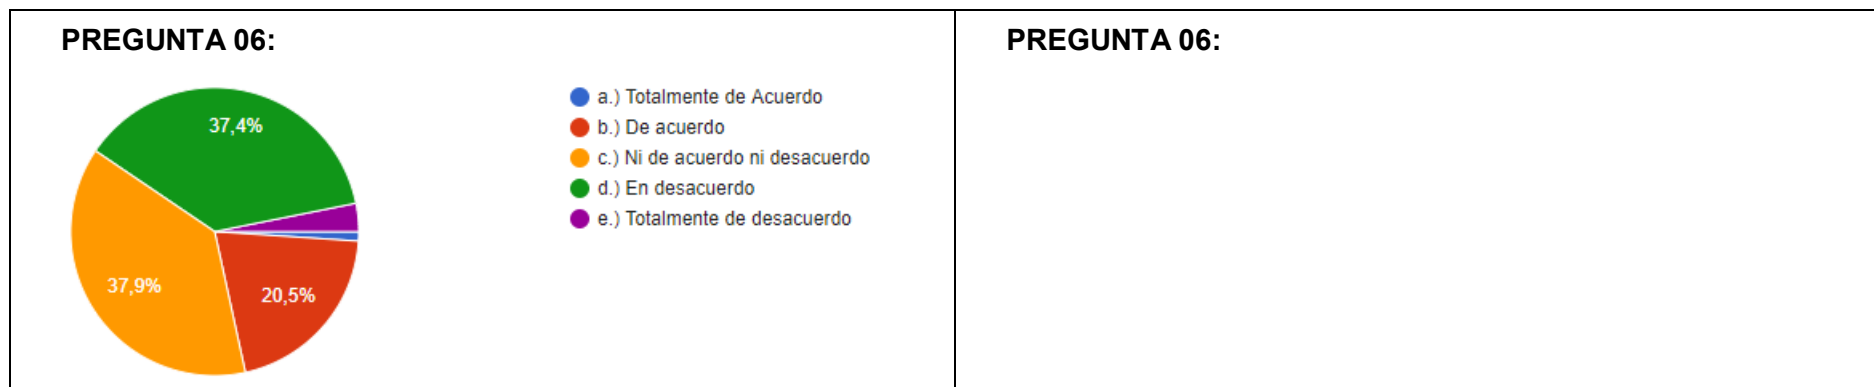 PREGUNTA 06:
37,4%
37,9%
20,5%
a.) Totalmente de Acuerdo
b.) De acuerdo
c.) Ni de acuerdo ni desacuerdo
d.) En desacuerdo
e.) Totalmente de desacuerdo
PREGUNTA 06: